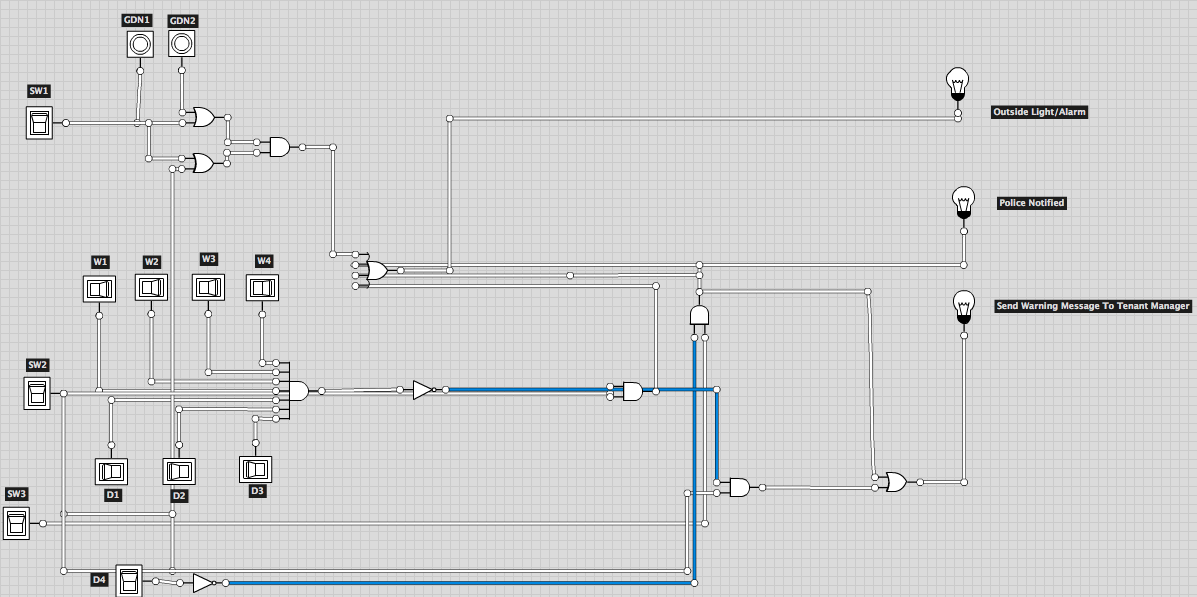 GDN1
GDN2
SW1
Outside Light/Alarm
Police Notified
W1
W2
W3
W4
Send Warning Message To Tenant Manager
SW2
D1
D2
D3
SW3
D4